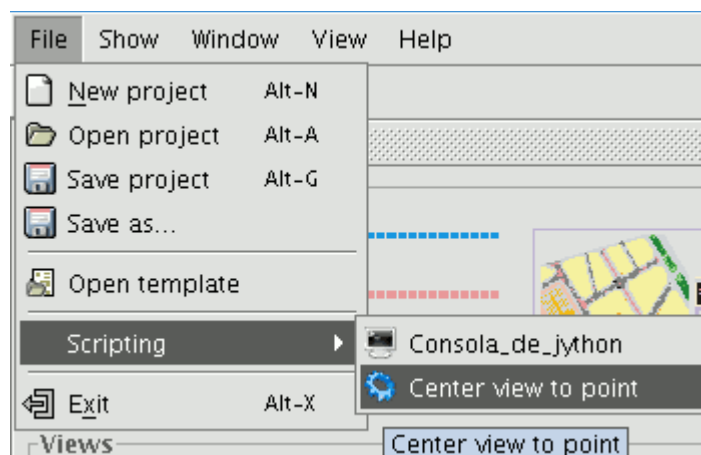 File Show Window View Help
New project Alt-N
Open project Alt-A
Save project Alt-G
Save as...
Open template
Scripting
Consola_de_jython
Center view to point
Exit Alt-X
Views
Center view to point